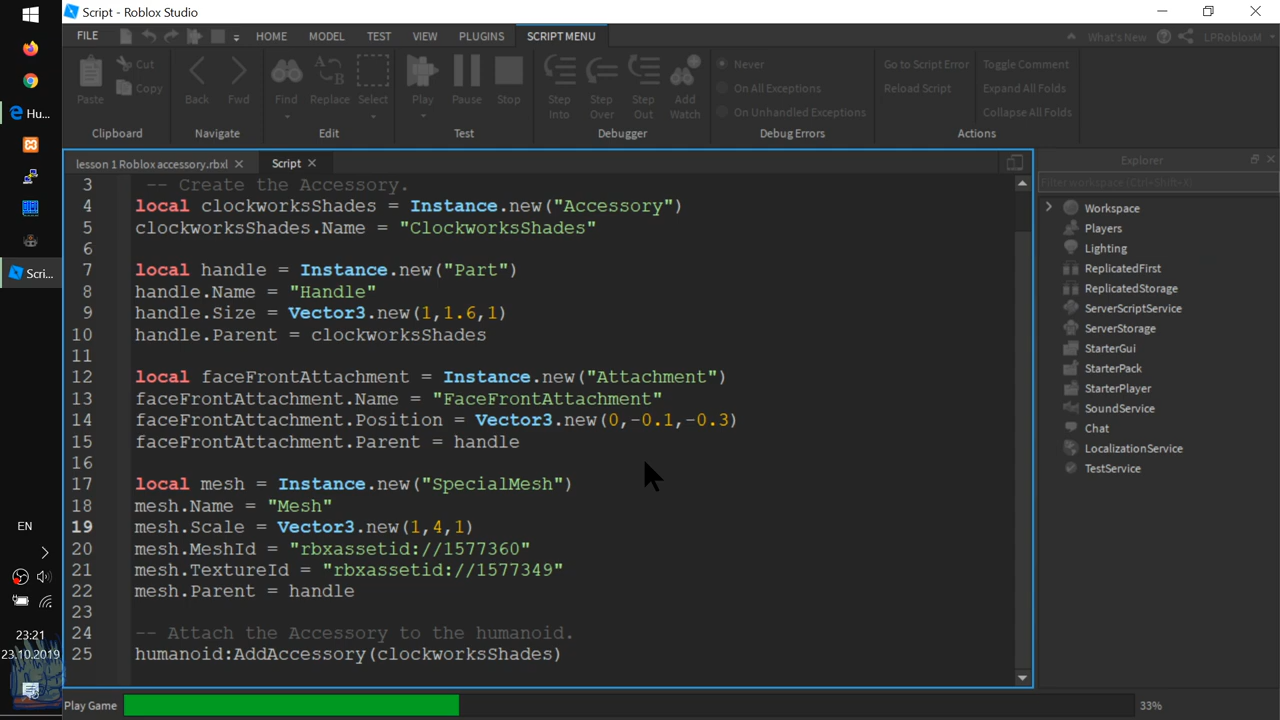 Script - Roblox Studio
FILE HOME MODEL TEST VIEW PLUGINS SCRIPT MENU What's New LPRobloxM
Paste Cut Copy
Clipboard
Back Fwd
Navigate
Find Replace Select
Edit
Play Pause Stop
Test
Step Into Step Over Step Out Add Watch
Debugger
Never
On All Exceptions
On Unhandled Exceptions
Debug Errors
Go to Script Error Toggle Comment
Reload Script Expand All Folds
Collapse All Folds
Actions
Hu...
Scri...
EN
23:21
23.10.2019
lesson 1 Roblox accessory.rbxl Script
3 -- Create the Accessory.
4 local clockworksShades = Instance.new("Accessory")
5 clockworksShades.Name = "ClockworksShades"
6
7 local handle = Instance.new("Part")
8 handle.Name = "Handle"
9 handle.Size = Vector3.new(1,1.6,1)
10 handle.Parent = clockworksShades
11
12 local faceFrontAttachment = Instance.new("Attachment")
13 faceFrontAttachment.Name = "FaceFrontAttachment"
14 faceFrontAttachment.Position = Vector3.new(0,-0.1,-0.3)
15 faceFrontAttachment.Parent = handle
16
17 local mesh = Instance.new("SpecialMesh")
18 mesh.Name = "Mesh"
19 mesh.Scale = Vector3.new(1,4,1)
20 mesh.MeshId = "rbxassetid://1577360"
21 mesh.TextureId = "rbxassetid://1577349"
22 mesh.Parent = handle
23
24 -- Attach the Accessory to the humanoid.
25 humanoid:AddAccessory(clockworksShades)
Explorer
Filter workspace (Ctrl+Shift+X)
Workspace
Players
Lighting
ReplicatedFirst
ReplicatedStorage
ServerScriptService
ServerStorage
StarterGui
StarterPack
StarterPlayer
SoundService
Chat
LocalizationService
TestService
Play Game 33%